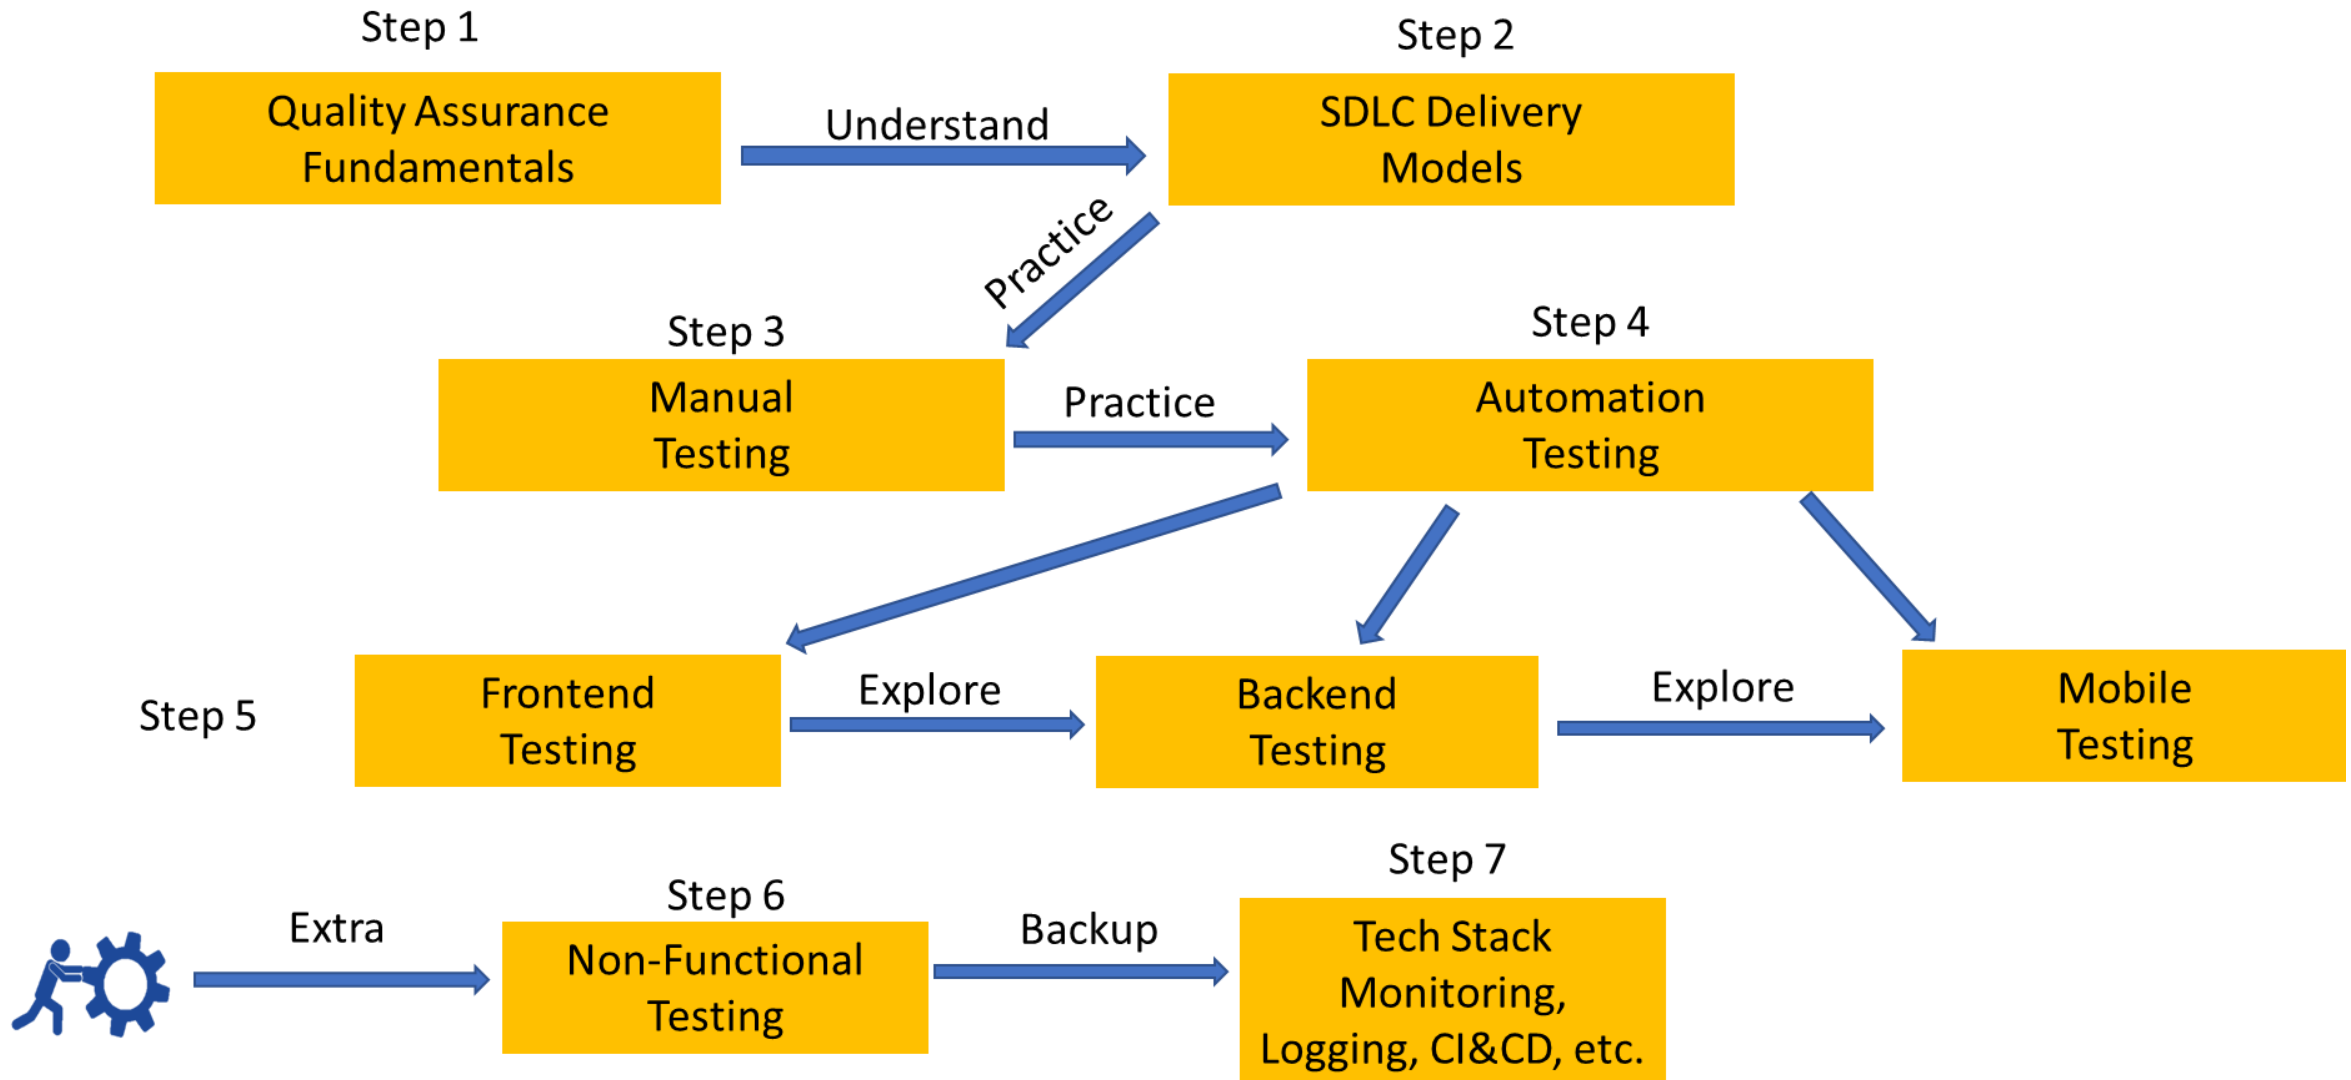 Step 1
Step 2
Quality Assurance
Fundamentals
Understand
SDLC Delivery
Models
Practice
Step 3
Step 4
Manual
Testing
Practice
Automation
Testing
Step 5
Frontend
Testing
Explore
Backend
Testing
Explore
Mobile
Testing
Extra
Step 6
Non-Functional
Testing
Backup
Step 7
Tech Stack
Monitoring,
Logging, CI&CD, etc.